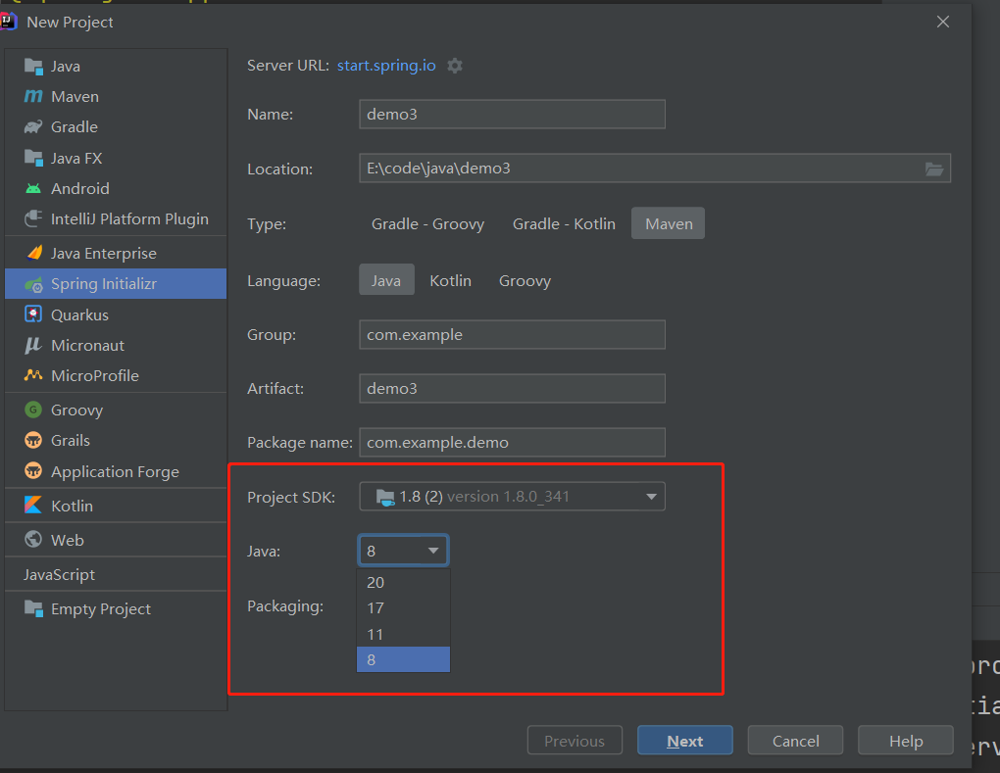 New Project
Java
Maven
Gradle
Java FX
Android
IntelliJ Platform Plugin
Java Enterprise
Spring Initializr
Quarkus
Micronaut
MicroProfile
Groovy
Grails
Application Forge
Kotlin
Web
JavaScript
Empty Project
Server URL: start.spring.io
Name: demo3
Location: E:\code\java\demo3
Type: Gradle - Groovy Gradle - Kotlin Maven
Language: Java Kotlin Groovy
Group: com.example
Artifact: demo3
Package name: com.example.demo
Project SDK: 1.8 (2) version 1.8.0_341
Java: 8
20
17
Packaging:
11
8
Previous Next Cancel Help